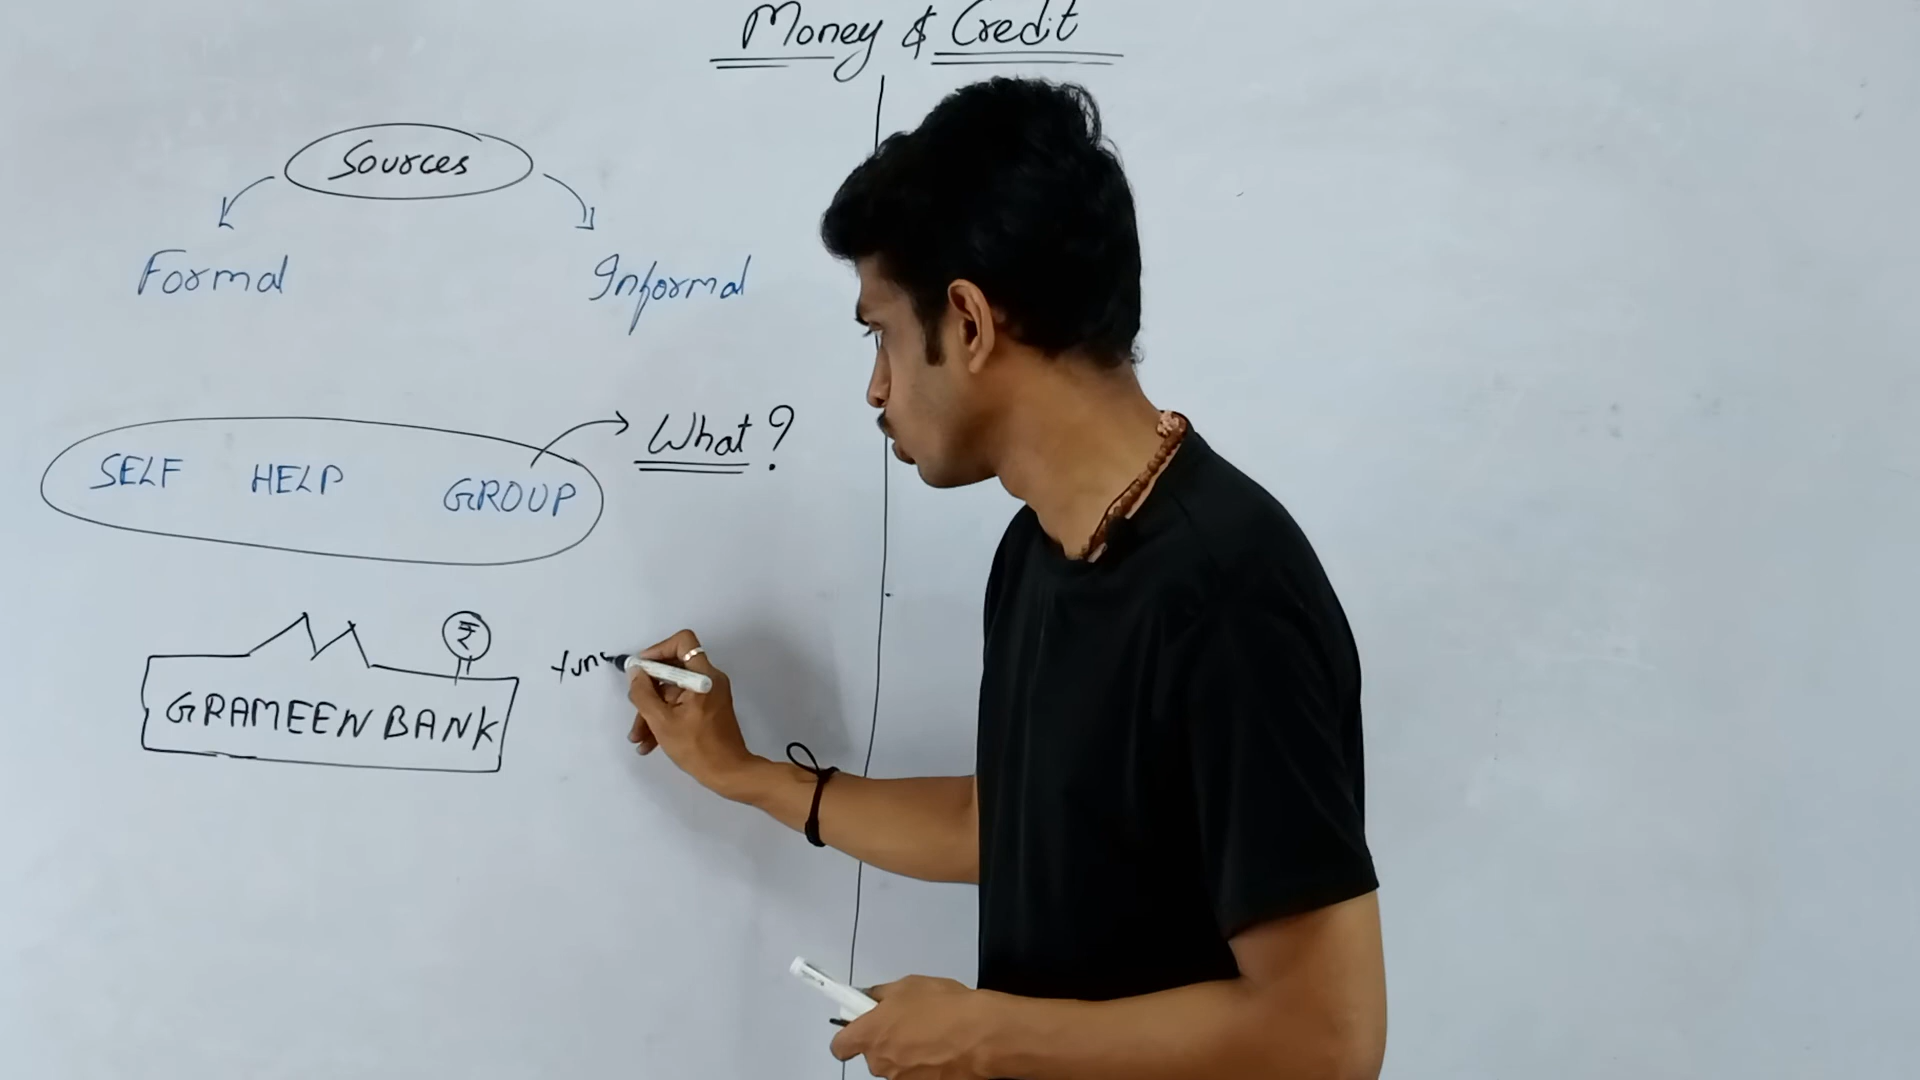 Money & Credit
Sources
Formal
Informal
What ?
SELF HELP GROUP
₹
GRAMEEN BANK